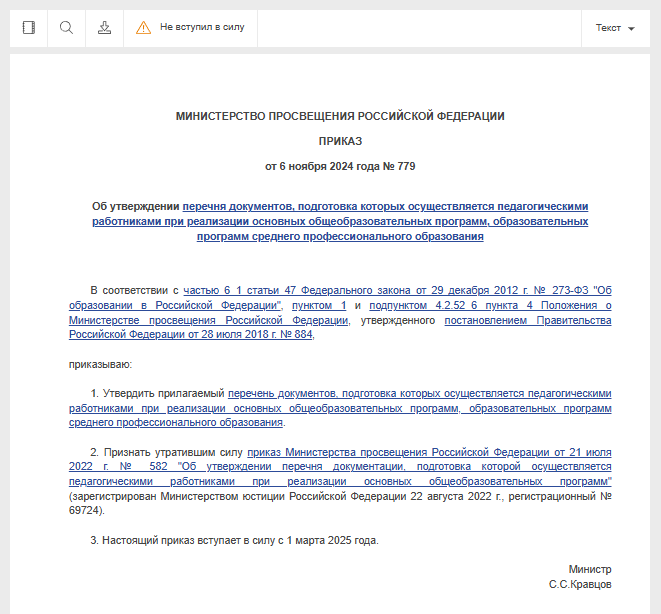 Не вступил в силу
Текст
МИНИСТЕРСТВО ПРОСВЕЩЕНИЯ РОССИЙСКОЙ ФЕДЕРАЦИИ
ПРИКАЗ
от 6 ноября 2024 года № 779
Об утверждении перечня документов, подготовка которых осуществляется педагогическими
работниками при реализации основных общеобразовательных программ, образовательных
программ среднего профессионального образования
В соответствии с частью 6_1 статьи 47 Федерального закона от 29 декабря 2012 г. № 273-ФЗ "Об
образовании в Российской Федерации", пунктом 1 и подпунктом 4.2.52_6 пункта 4 Положения о
Министерстве просвещения Российской Федерации, утвержденного постановлением Правительства
Российской Федерации от 28 июля 2018 г. № 884,
приказываю:
1. Утвердить прилагаемый перечень документов, подготовка которых осуществляется педагогическими
работниками при реализации основных общеобразовательных программ, образовательных программ
среднего профессионального образования.
2. Признать утратившим силу приказ Министерства просвещения Российской Федерации от 21 июля
2022 г. № 582 "Об утверждении перечня документации, подготовка которой осуществляется
педагогическими работниками при реализации основных общеобразовательных программ"
(зарегистрирован Министерством юстиции Российской Федерации 22 августа 2022 г., регистрационный №
69724).
3. Настоящий приказ вступает в силу с 1 марта 2025 года.
Министр
С.С.Кравцов